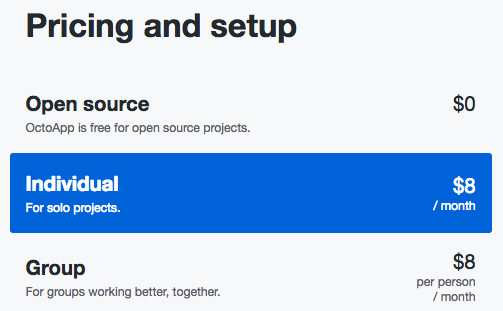 Pricing and setup
Open source $0
OctoApp is free for open source projects.
Individual $8
For solo projects. / month
Group $8
per person
For groups working better, together. / month